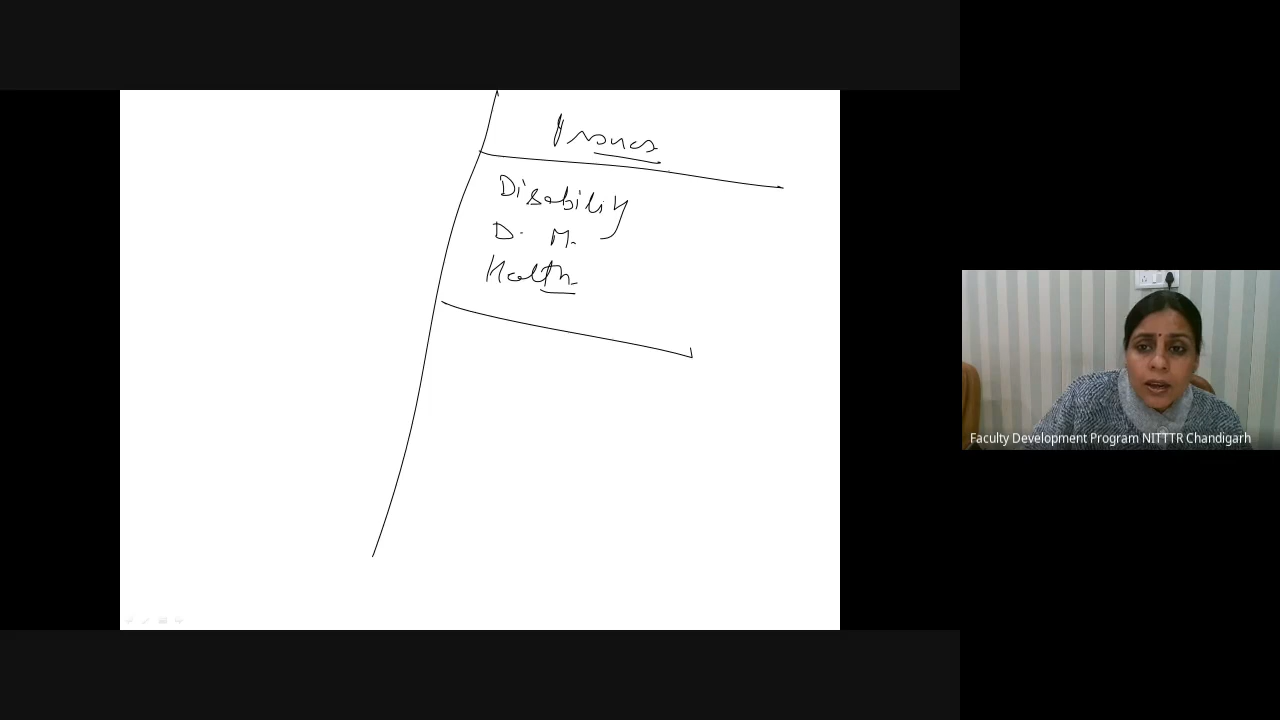 Issues
Disability
D. M.
Health
Faculty Development Program NITTTR Chandigarh